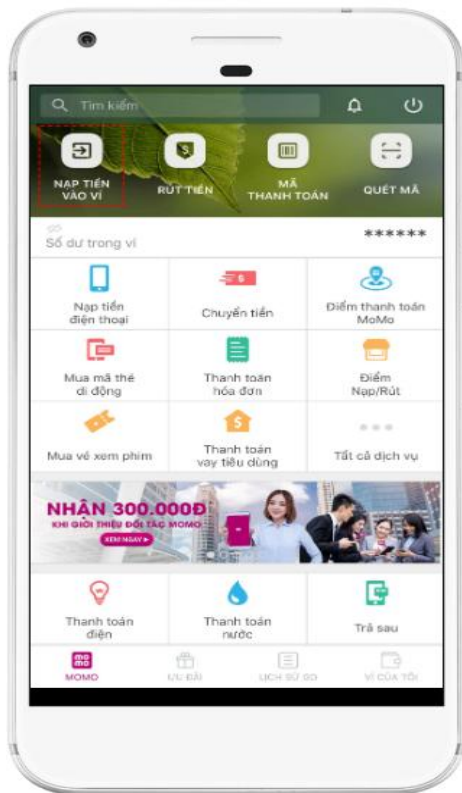 Tìm kiếm
NẠP TIỀN
VÀO VÍ
RÚT TIỀN
MÃ
THANH TOÁN
QUÉT MÃ
Số dư trong ví
******
Nạp tiền
điện thoại
Chuyển tiền
Điểm thanh toán
MoMo
Mua mã thẻ
di động
Thanh toán
hóa đơn
Điểm
Nạp/Rút
Mua vé xem phim
Thanh toán
vay tiêu dùng
Tất cả dịch vụ
NHẬN 300.000Đ
KHI GIỚI THIỆU ĐỐI TÁC MOMO
XEM NGAY
Thanh toán
điện
Thanh toán
nước
Trả sau
mo
mo
MOMO
ƯU ĐÃI
LỊCH SỬ GD
VÍ CỦA TÔI